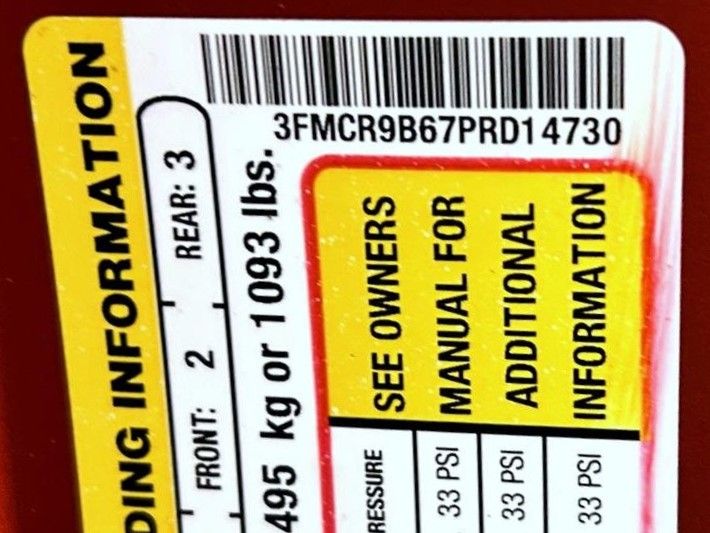 3FMCR9B67PRD14730
DING INFORMATION
FRONT: 2 REAR: 3
495 kg or 1093 lbs.
RESSURE
33 PSI
33 PSI
33 PSI
SEE OWNERS
MANUAL FOR
ADDITIONAL
INFORMATION